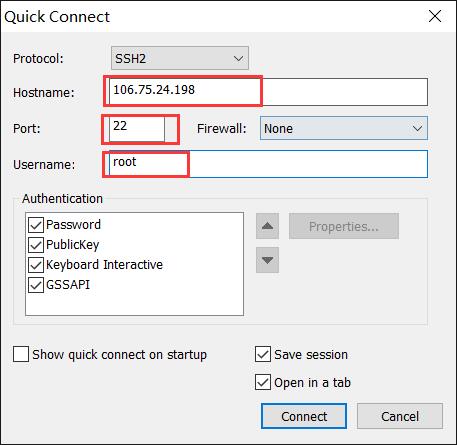 Quick Connect
Protocol: SSH2
Hostname: 106.75.24.198
Port: 22 Firewall: None
Username: root
Authentication
Password
PublicKey
Keyboard Interactive
GSSAPI
Properties...
Show quick connect on startup
Save session
Open in a tab
Connect Cancel